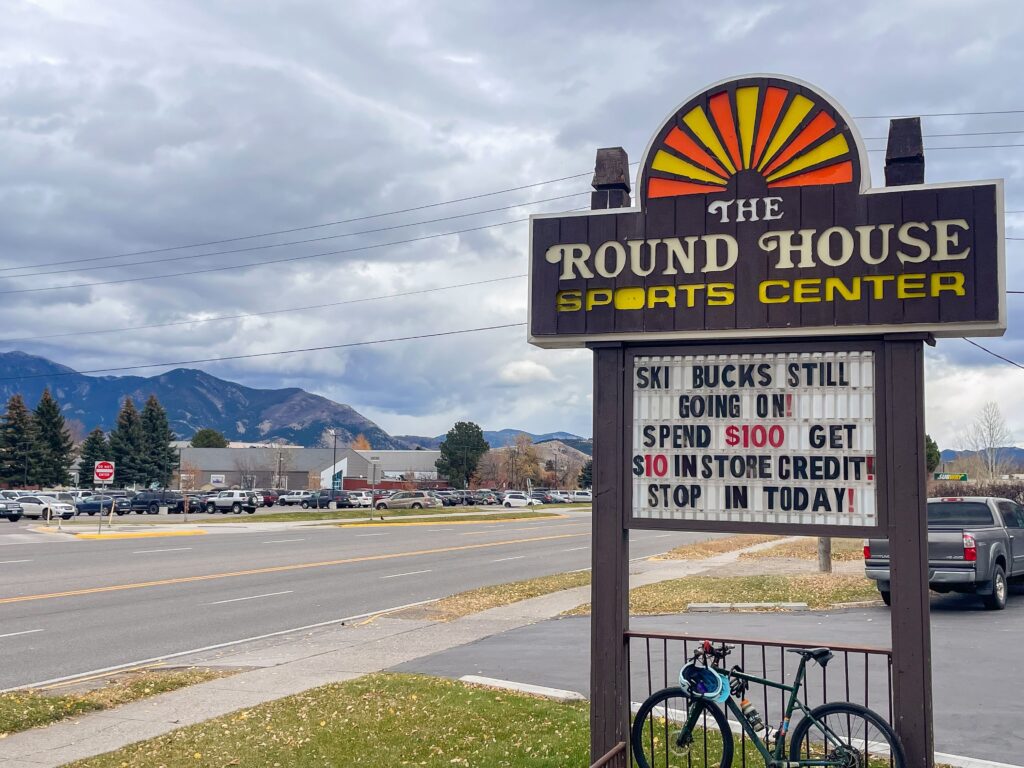 THE
ROUND HOUSE
SPORTS CENTER
SKI BUCKS STILL
GOING ON!
SPEND $100 GET
$10 IN STORE CREDIT!
STOP IN TODAY!
DO NOT
ENTER
SUBWAY